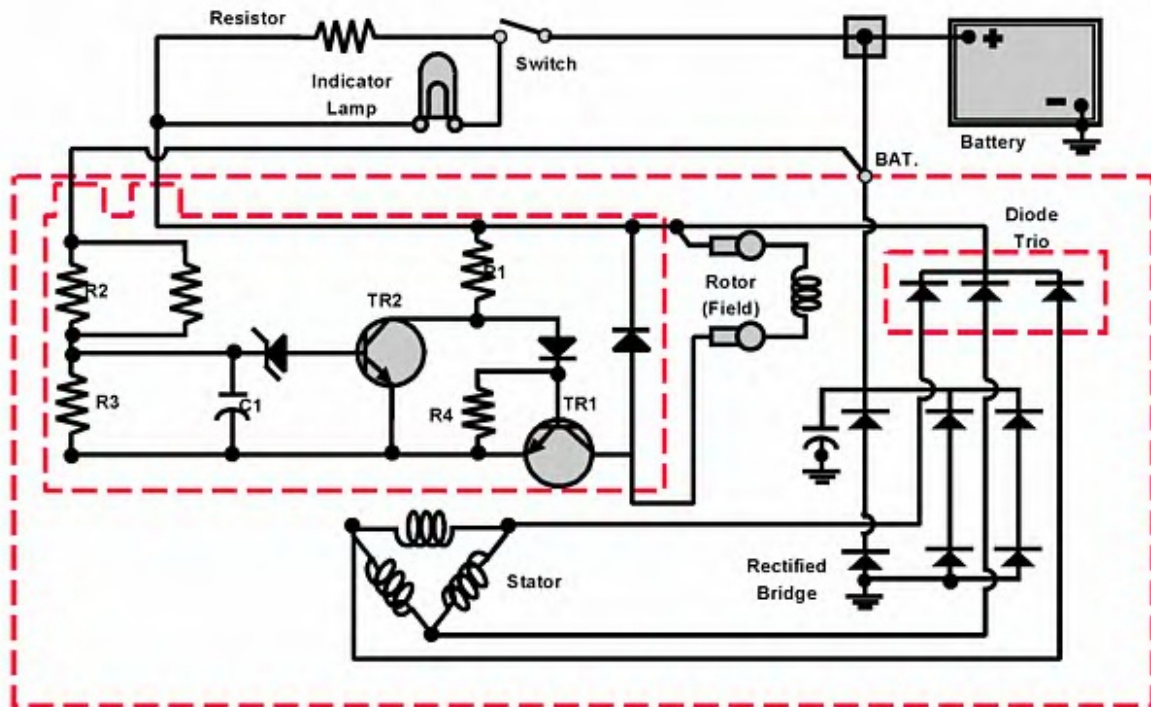 Resistor
Indicator
Lamp
Switch
+
-
Battery
BAT.
Diode
Trio
R1
R2
TR2
Rotor
(Field)
R3
C1
R4
TR1
Stator
Rectified
Bridge